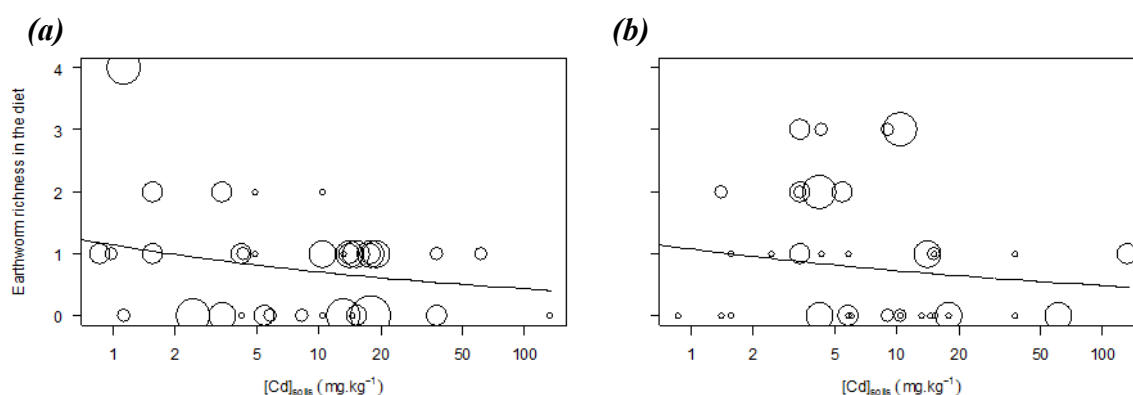 (a)
(b)
Earthworm richness in the diet
4
3
2
1
0
1 2 5 10 20 50 100
1 2 5 10 20 50 100
[Cd]soils (mg.kg⁻¹)
[Cd]soils (mg.kg⁻¹)